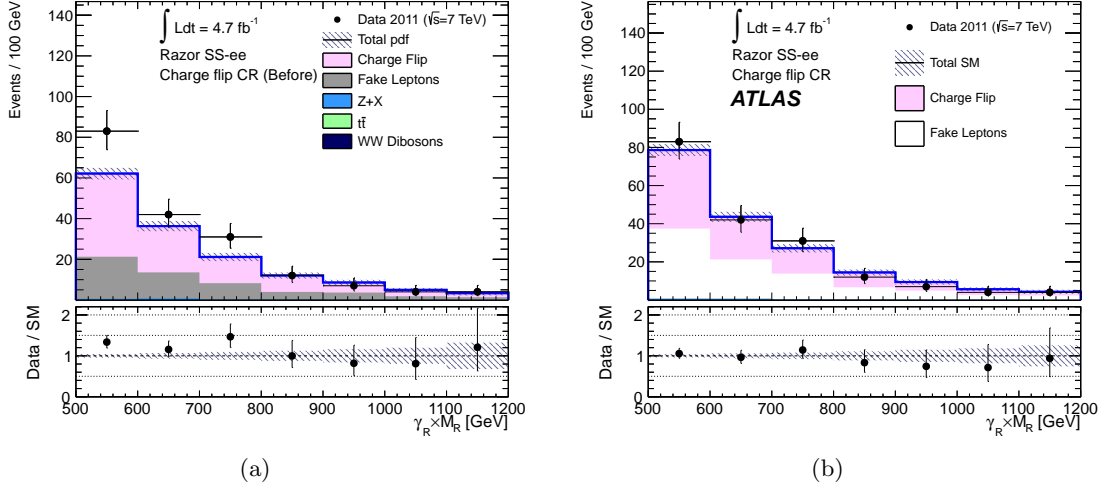 Events / 100 GeV
140
120
100
80
60
40
20
∫ Ldt = 4.7 fb⁻¹
Razor SS-ee
Charge flip CR (Before)
Data 2011 (√s=7 TeV)
Total pdf
Charge Flip
Fake Leptons
Z+X
tt̄
WW Dibosons
Data / SM
2
1
0
500 600 700 800 900 1000 1100 1200
γ_R×M_R [GeV]
(a)
Events / 100 GeV
140
120
100
80
60
40
20
∫ Ldt = 4.7 fb⁻¹
Razor SS-ee
Charge flip CR
ATLAS
Data 2011 (√s=7 TeV)
Total SM
Charge Flip
Fake Leptons
Data / SM
2
1
0
500 600 700 800 900 1000 1100 1200
γ_R×M_R [GeV]
(b)